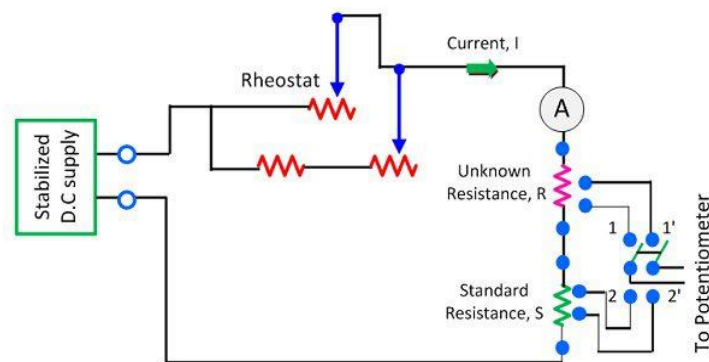 Current, I
Rheostat
A
Stabilized
D.C supply
Unknown
Resistance, R
1
1'
Standard
Resistance, S
2
2'
To Potentiometer